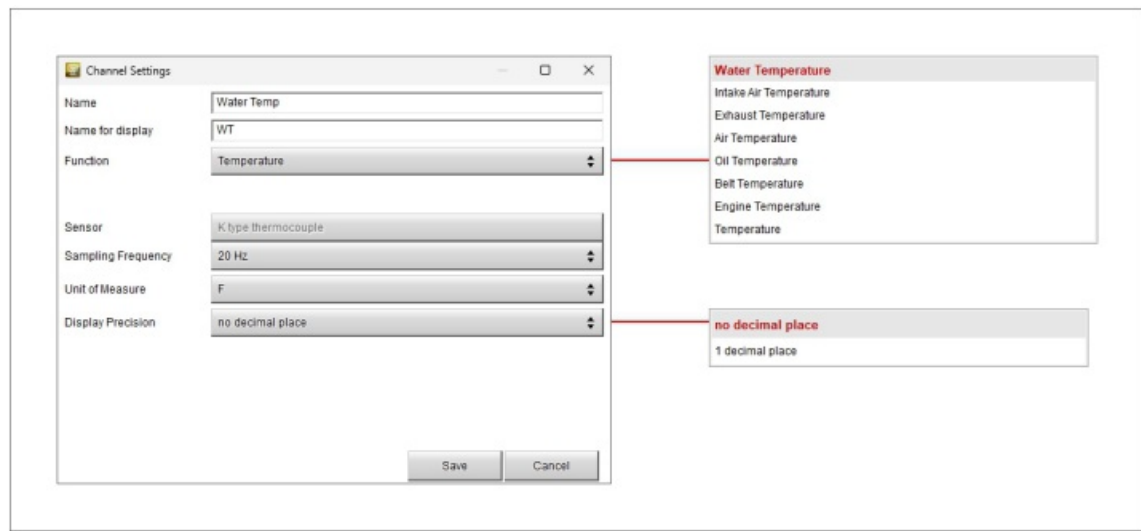 Channel Settings
Name
Water Temp
Name for display
WT
Function
Temperature
Sensor
K type thermocouple
Sampling Frequency
20 Hz
Unit of Measure
F
Display Precision
no decimal place
Save
Cancel
Water Temperature
Intake Air Temperature
Exhaust Temperature
Air Temperature
Oil Temperature
Belt Temperature
Engine Temperature
Temperature
no decimal place
1 decimal place